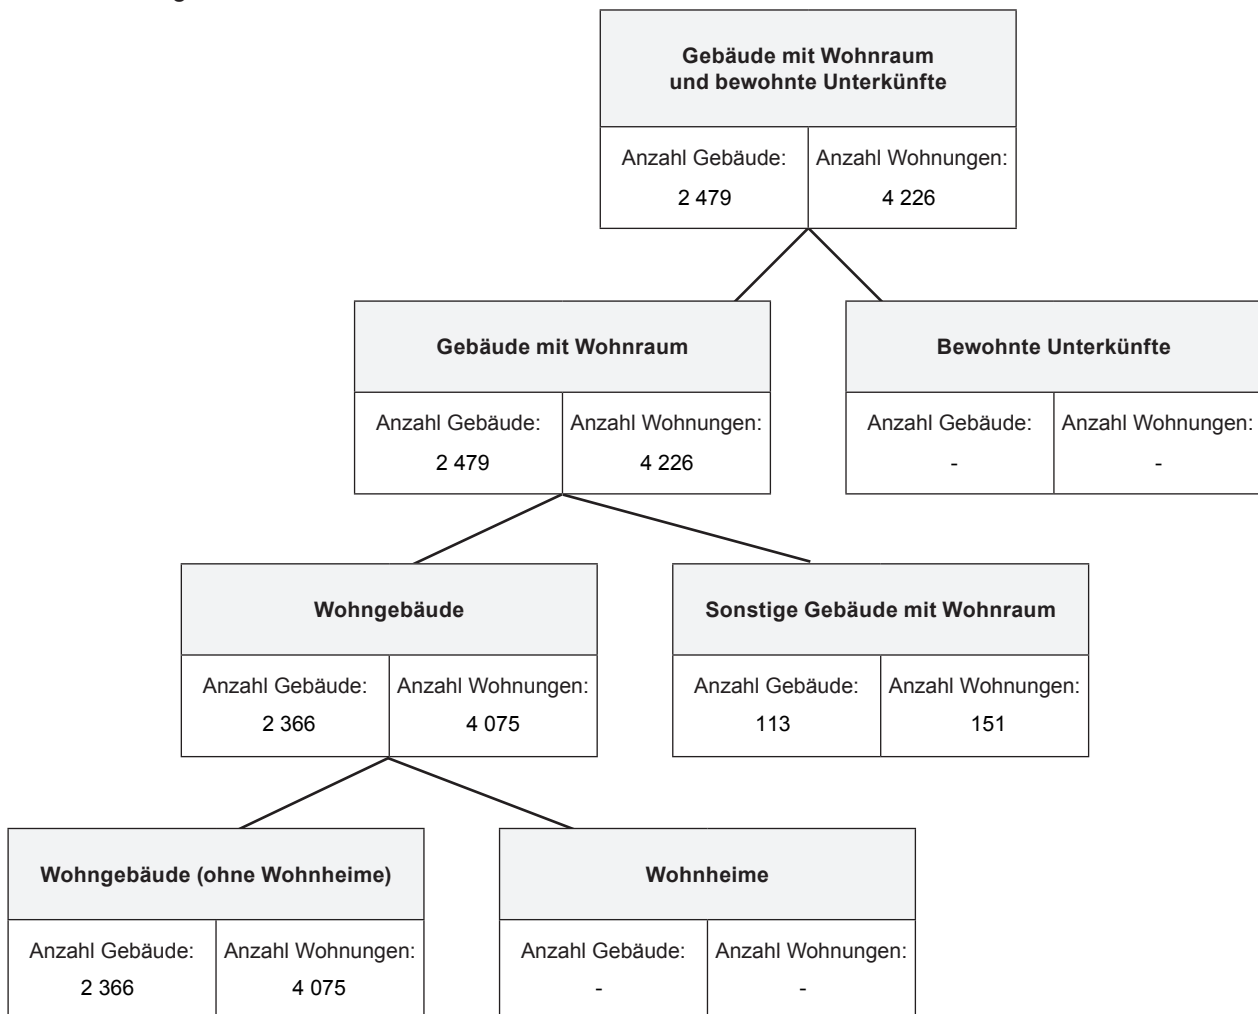 Gebäude mit Wohnraum
und bewohnte Unterkünfte
Anzahl Gebäude: Anzahl Wohnungen:
2 479 4 226
Gebäude mit Wohnraum
Anzahl Gebäude: Anzahl Wohnungen:
2 479 4 226
Bewohnte Unterkünfte
Anzahl Gebäude: Anzahl Wohnungen:
- -
Wohngebäude
Anzahl Gebäude: Anzahl Wohnungen:
2 366 4 075
Sonstige Gebäude mit Wohnraum
Anzahl Gebäude: Anzahl Wohnungen:
113 151
Wohngebäude (ohne Wohnheime)
Anzahl Gebäude: Anzahl Wohnungen:
2 366 4 075
Wohnheime
Anzahl Gebäude: Anzahl Wohnungen:
- -